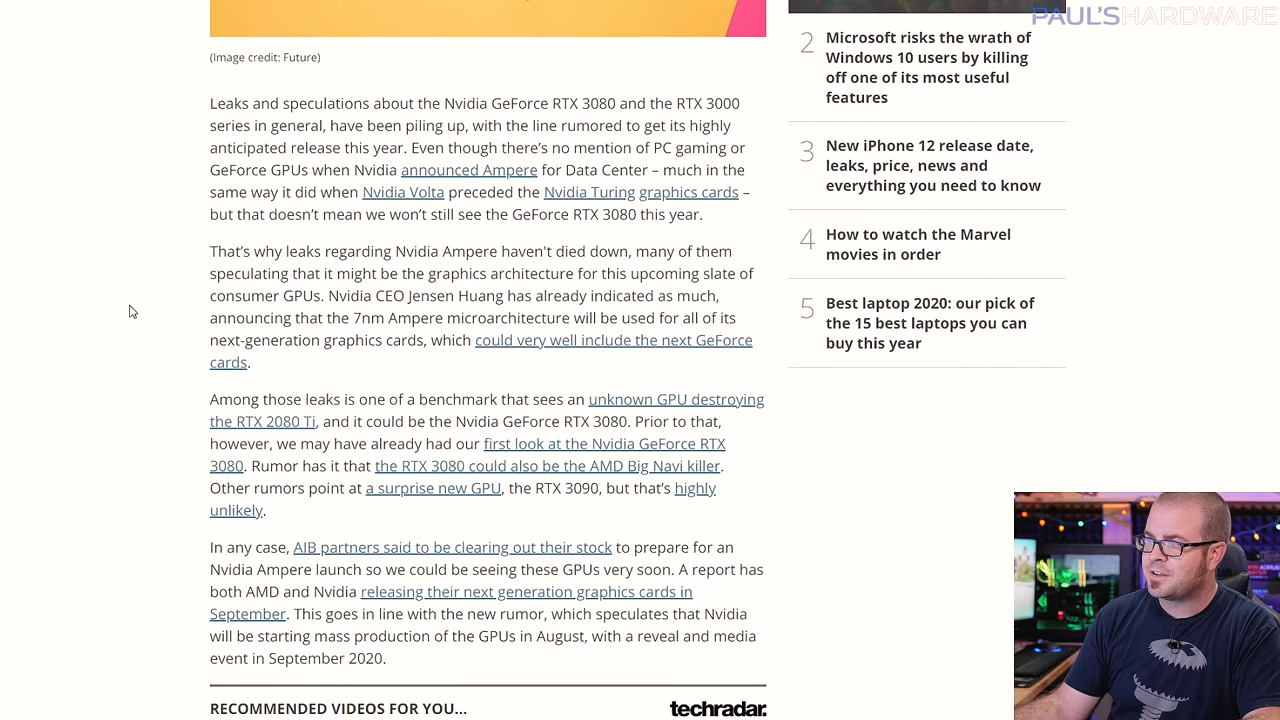 PAUL'S HARDWARE
(Image credit: Future)
Leaks and speculations about the Nvidia GeForce RTX 3080 and the RTX 3000
series in general, have been piling up, with the line rumored to get its highly
anticipated release this year. Even though there's no mention of PC gaming or
GeForce GPUs when Nvidia announced Ampere for Data Center – much in the
same way it did when Nvidia Volta preceded the Nvidia Turing graphics cards –
but that doesn't mean we won't still see the GeForce RTX 3080 this year.
That's why leaks regarding Nvidia Ampere haven't died down, many of them
speculating that it might be the graphics architecture for this upcoming slate of
consumer GPUs. Nvidia CEO Jensen Huang has already indicated as much,
announcing that the 7nm Ampere microarchitecture will be used for all of its
next-generation graphics cards, which could very well include the next GeForce
cards.
Among those leaks is one of a benchmark that sees an unknown GPU destroying
the RTX 2080 Ti, and it could be the Nvidia GeForce RTX 3080. Prior to that,
however, we may have already had our first look at the Nvidia GeForce RTX
3080. Rumor has it that the RTX 3080 could also be the AMD Big Navi killer.
Other rumors point at a surprise new GPU, the RTX 3090, but that's highly
unlikely.
In any case, AIB partners said to be clearing out their stock to prepare for an
Nvidia Ampere launch so we could be seeing these GPUs very soon. A report has
both AMD and Nvidia releasing their next generation graphics cards in
September. This goes in line with the new rumor, which speculates that Nvidia
will be starting mass production of the GPUs in August, with a reveal and media
event in September 2020.
RECOMMENDED VIDEOS FOR YOU...
techradar.
2 Microsoft risks the wrath of
Windows 10 users by killing
off one of its most useful
features
3 New iPhone 12 release date,
leaks, price, news and
everything you need to know
4 How to watch the Marvel
movies in order
5 Best laptop 2020: our pick of
the 15 best laptops you can
buy this year